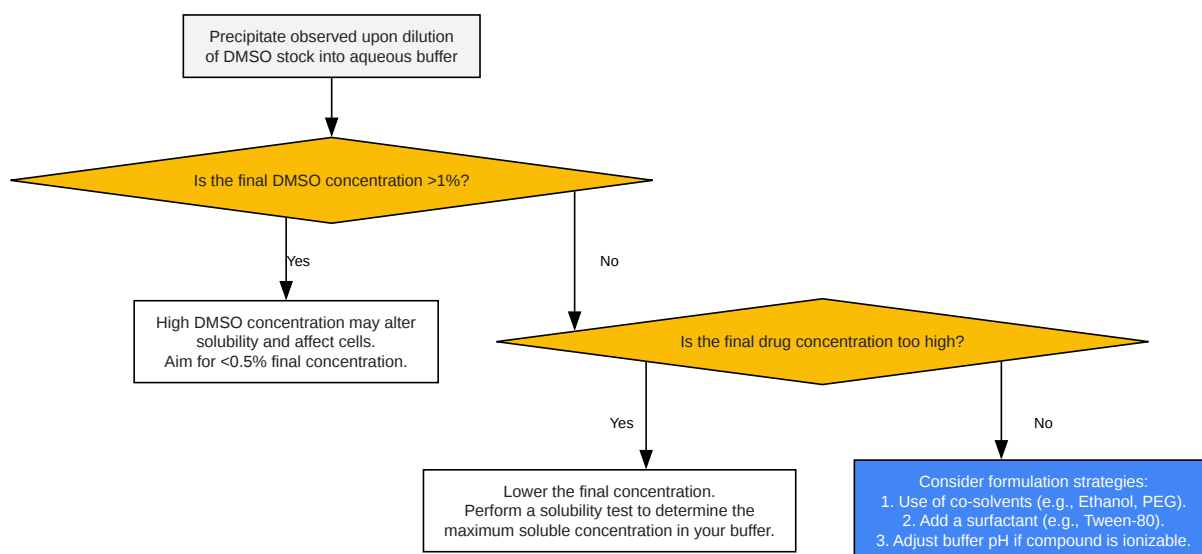 Precipitate observed upon dilution
of DMSO stock into aqueous buffer
Is the final DMSO concentration >1%?
Yes
No
High DMSO concentration may alter
solubility and affect cells.
Aim for <0.5% final concentration.
Is the final drug concentration too high?
Yes
No
Lower the final concentration.
Perform a solubility test to determine the
maximum soluble concentration in your buffer.
Consider formulation strategies:
1. Use of co-solvents (e.g., Ethanol, PEG).
2. Add a surfactant (e.g., Tween-80).
3. Adjust buffer pH if compound is ionizable.